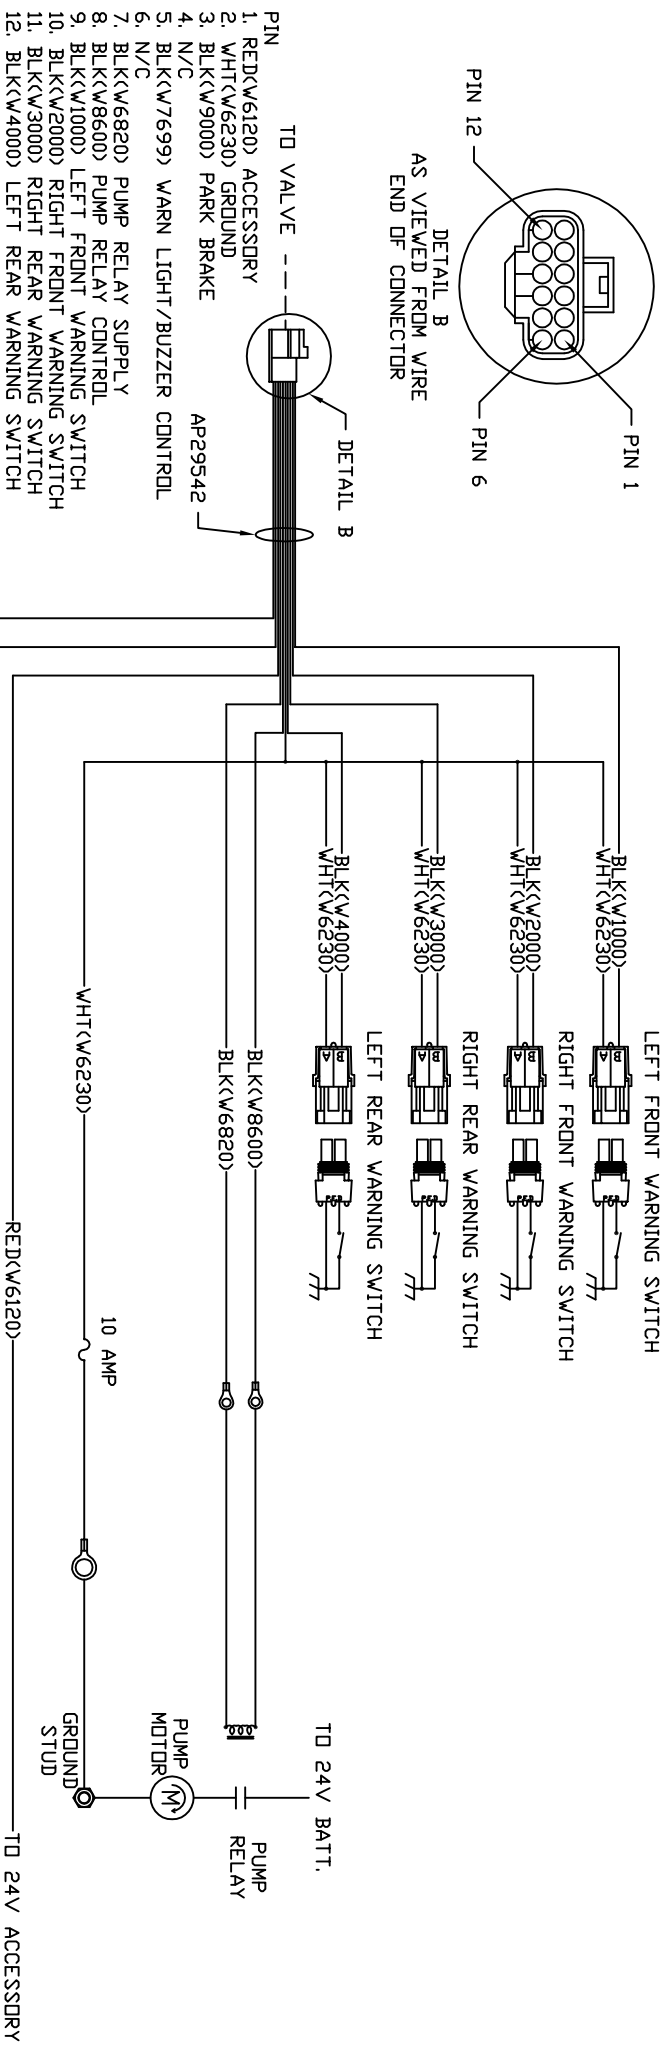 PIN 12
PIN 1
PIN 6
DETAIL B
AS VIEWED FROM WIRE
END OF CONNECTOR
TO VALVE
DETAIL B
AP29542
PIN
1. RED(W6120) ACCESSORY
2. WHT(W6230) GROUND
3. BLK(W9000) PARK BRAKE
4. N/C
5. BLK(W7699) WARN LIGHT/BUZZER CONTROL
6. N/C
7. BLK(W6820) PUMP RELAY SUPPLY
8. BLK(W8600) PUMP RELAY CONTROL
9. BLK(W1000) LEFT FRONT WARNING SWITCH
10. BLK(W2000) RIGHT FRONT WARNING SWITCH
11. BLK(W3000) RIGHT REAR WARNING SWITCH
12. BLK(W4000) LEFT REAR WARNING SWITCH
LEFT FRONT WARNING SWITCH
BLK(W1000)
WHT(W6230)
B
A
RIGHT FRONT WARNING SWITCH
BLK(W2000)
WHT(W6230)
B
A
RIGHT REAR WARNING SWITCH
BLK(W3000)
WHT(W6230)
B
A
LEFT REAR WARNING SWITCH
BLK(W4000)
WHT(W6230)
B
A
BLK(W8600)
BLK(W6820)
WHT(W6230)
10 AMP
RED(W6120)
TO 24V BATT.
PUMP
RELAY
PUMP
MOTOR
M
GROUND
STUD
TO 24V ACCESSORY